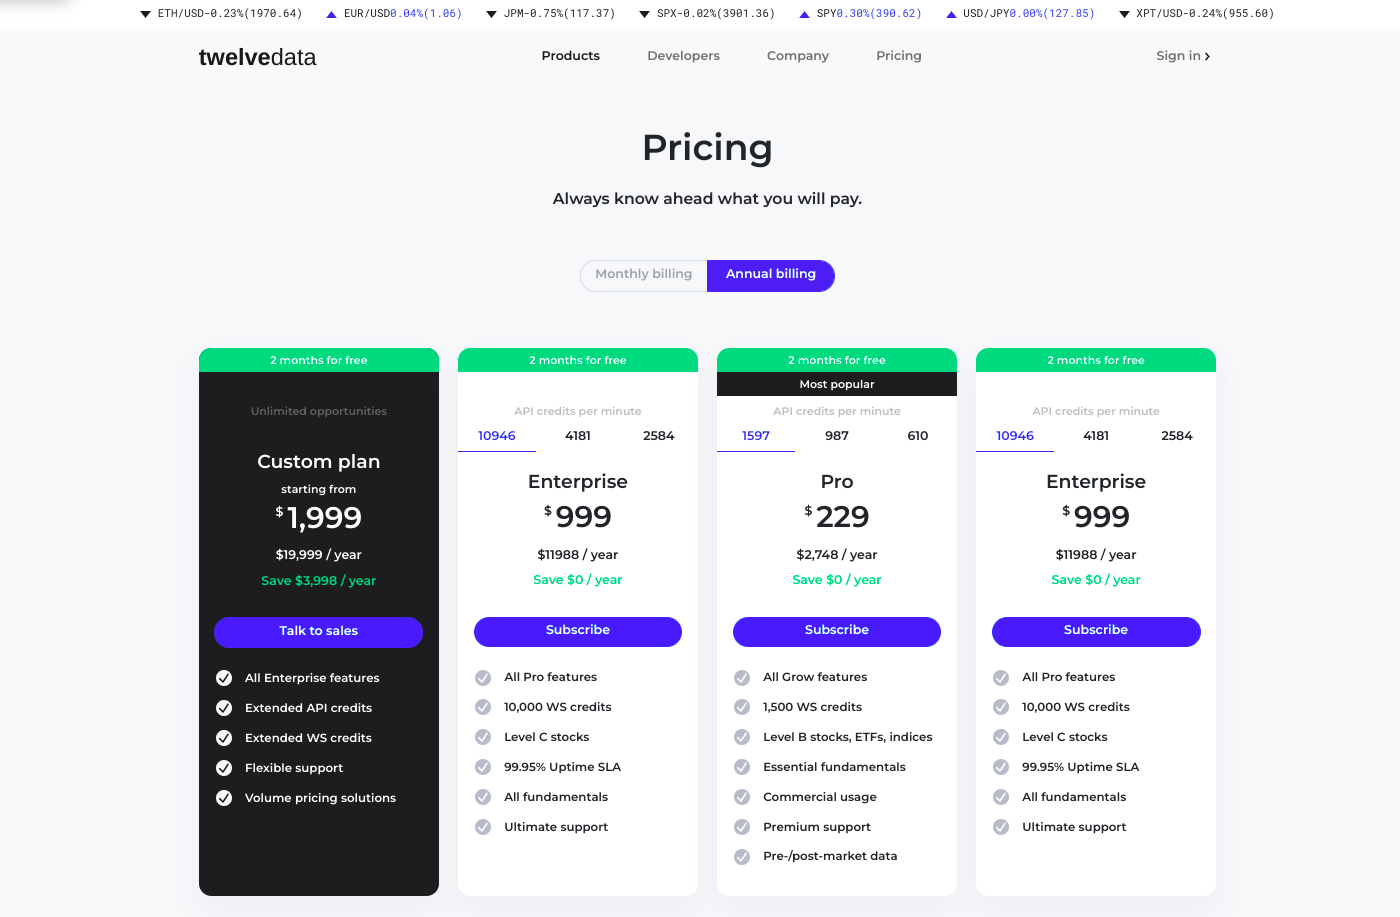 ETH/USD-0.23%(1970.64) EUR/USD0.04%(1.06) JPM-0.75%(117.37) SPX-0.02%(3901.36) SPY0.30%(390.62) USD/JPY0.00%(127.85) XPT/USD-0.24%(955.60)
twelvedata Products Developers Company Pricing Sign in
Pricing
Always know ahead what you will pay.
Monthly billing Annual billing
2 months for free
Unlimited opportunities
Custom plan
starting from
$1,999
$19,999 / year
Save $3,998 / year
Talk to sales
All Enterprise features
Extended API credits
Extended WS credits
Flexible support
Volume pricing solutions
2 months for free
API credits per minute
10946 4181 2584
Enterprise
$999
$11988 / year
Save $0 / year
Subscribe
All Pro features
10,000 WS credits
Level C stocks
99.95% Uptime SLA
All fundamentals
Ultimate support
2 months for free
Most popular
API credits per minute
1597 987 610
Pro
$229
$2,748 / year
Save $0 / year
Subscribe
All Grow features
1,500 WS credits
Level B stocks, ETFs, indices
Essential fundamentals
Commercial usage
Premium support
Pre-/post-market data
2 months for free
API credits per minute
10946 4181 2584
Enterprise
$999
$11988 / year
Save $0 / year
Subscribe
All Pro features
10,000 WS credits
Level C stocks
99.95% Uptime SLA
All fundamentals
Ultimate support